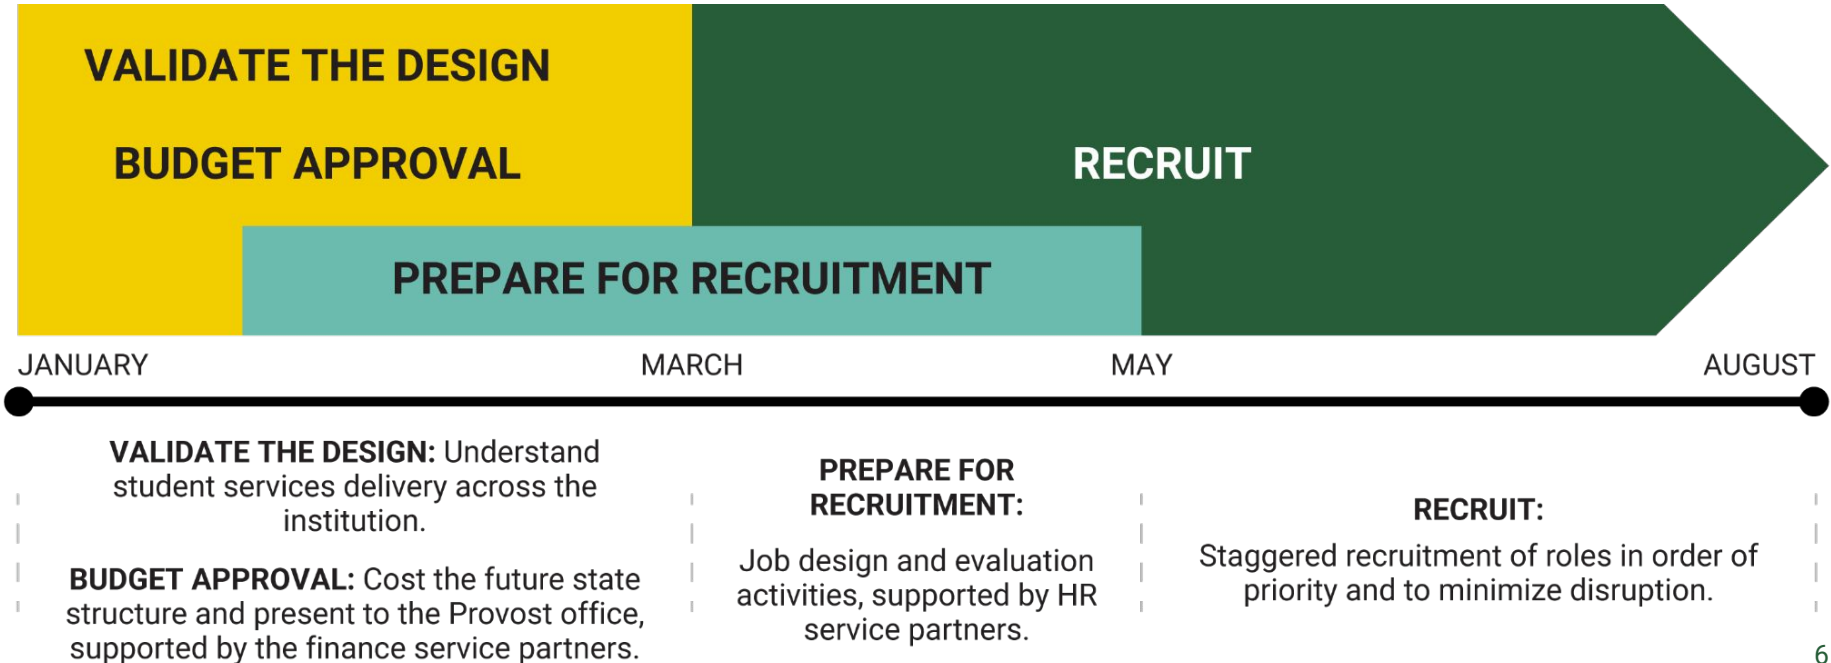 VALIDATE THE DESIGN
BUDGET APPROVAL
RECRUIT
PREPARE FOR RECRUITMENT
JANUARY
MARCH
MAY
AUGUST
VALIDATE THE DESIGN: Understand
student services delivery across the
institution.
BUDGET APPROVAL: Cost the future state
structure and present to the Provost office,
supported by the finance service partners.
PREPARE FOR
RECRUITMENT:
Job design and evaluation
activities, supported by HR
service partners.
RECRUIT:
Staggered recruitment of roles in order of
priority and to minimize disruption.
6